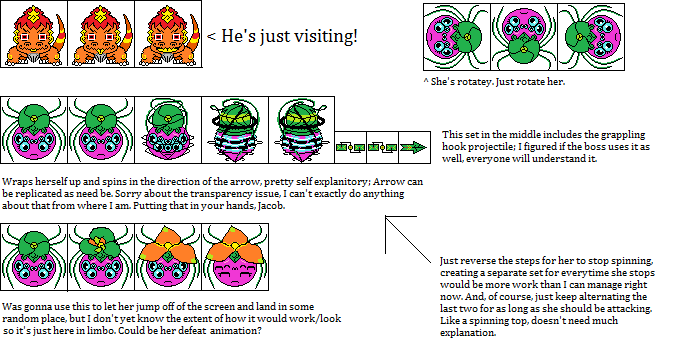 < He's just visiting!
^ She's rotatey. Just rotate her.
This set in the middle includes the grappling
hook projectile; I figured if the boss uses it as
well, everyone will understand it.
Wraps herself up and spins in the direction of the arrow, pretty self explanitory; Arrow can
be replicated as need be. Sorry about the transparency issue, I can't exactly do anything
about that from where I am. Putting that in your hands, Jacob.
Just reverse the steps for her to stop spinning,
creating a separate set for everytime she stops
would be more work than I can manage right
now. And, of course, just keep alternating the
last two for as long as she should be attacking.
Like a spinning top, doesn't need much
explanation.
Was gonna use this to let her jump off of the screen and land in some
random place, but I don't yet know the extent of how it would work/look
so it's just here in limbo. Could be her defeat animation?